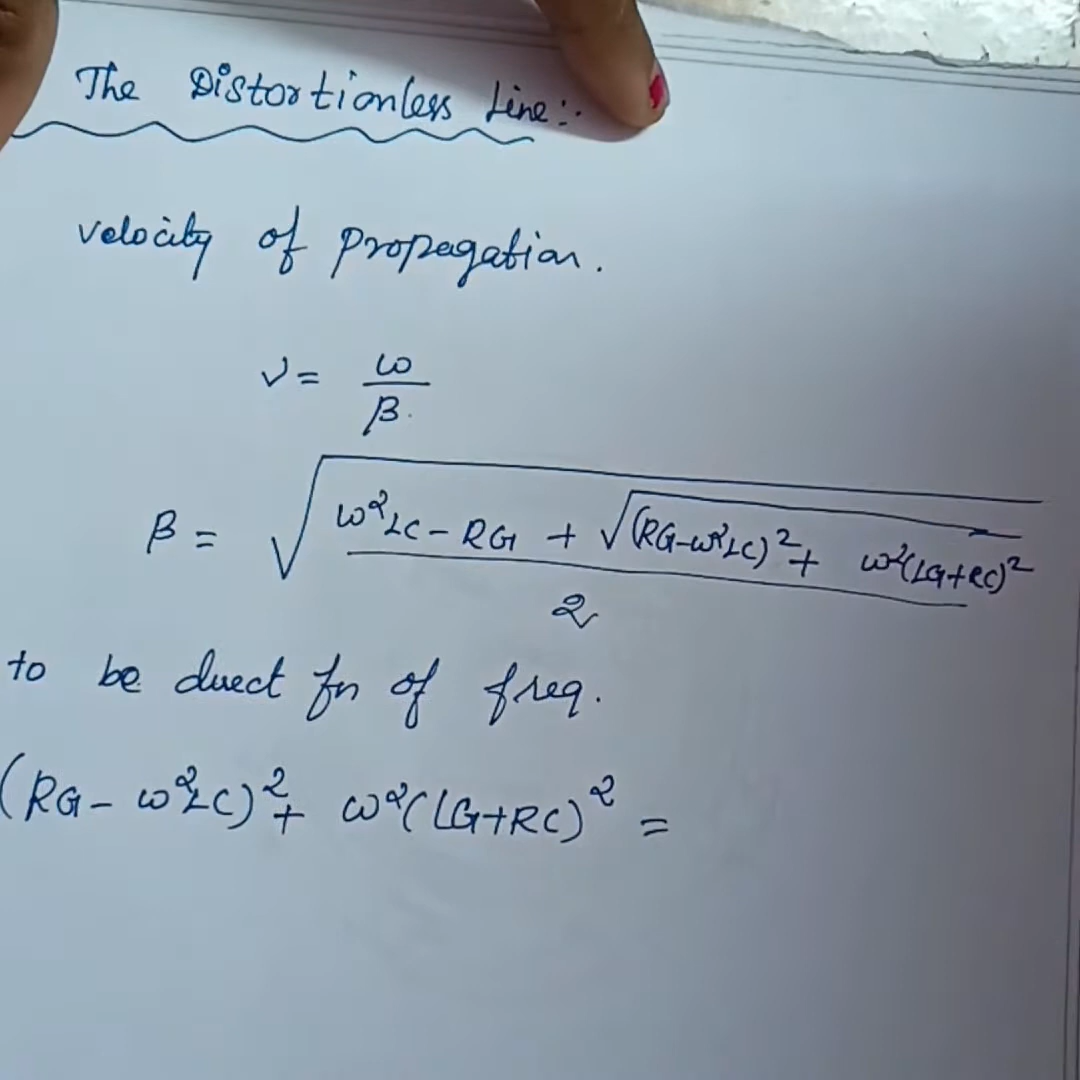 The Distortionless Line:-
velocity of propagation.
v = ω/β.
β = √((ω²LC - RG + √((RG-ω²LC)² + ω²(LG+RC)²))/2)
to be direct fn of freq.
(RG - ω²LC)² + ω²(LG+RC)² =